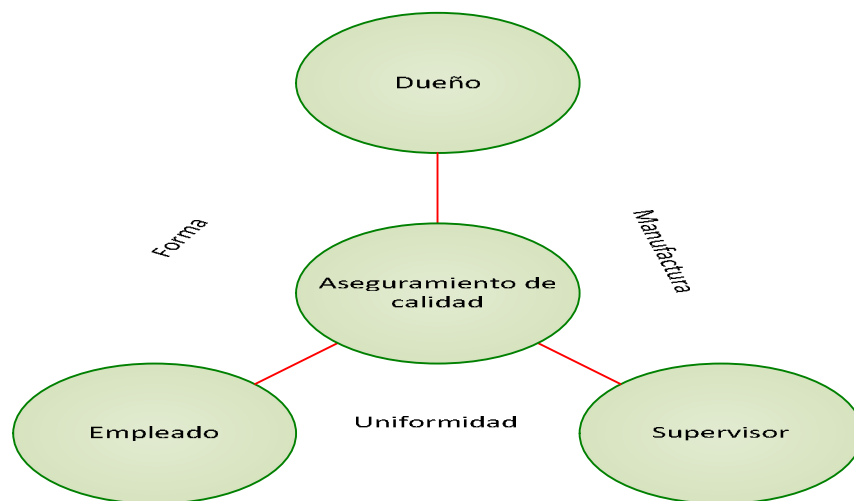 Dueño
Forma
Manufactura
Aseguramiento de
calidad
Uniformidad
Empleado
Supervisor